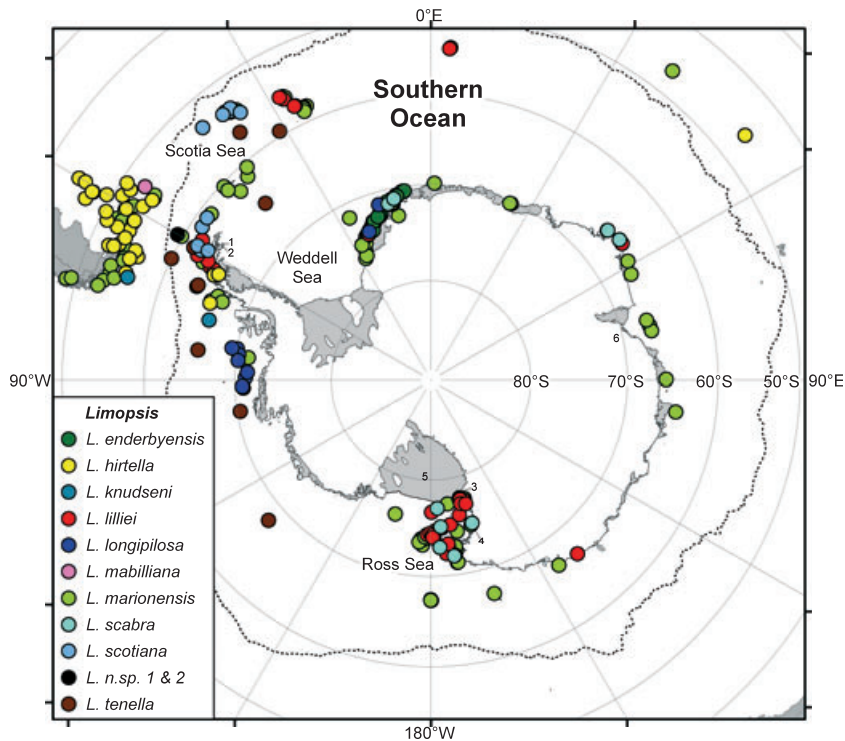 0°E
Southern
Ocean
Scotia Sea
1
2
Weddell
Sea
6
90°W
80°S
70°S
60°S
50°S
90°E
Limopsis
L. enderbyensis
L. hirtella
L. knudseni
L. lilliei
L. longipilosa
L. mabilliana
L. marionensis
L. scabra
L. scotiana
L. n.sp. 1 & 2
L. tenella
5
3
4
Ross Sea
180°W